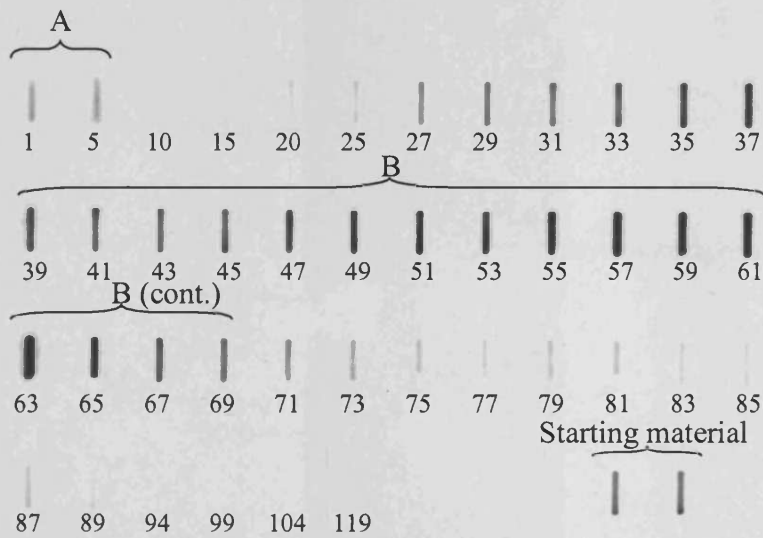 A
1 5 10 15 20 25 27 29 31 33 35 37
B
39 41 43 45 47 49 51 53 55 57 59 61
B (cont.)
63 65 67 69 71 73 75 77 79 81 83 85
Starting material
87 89 94 99 104 119